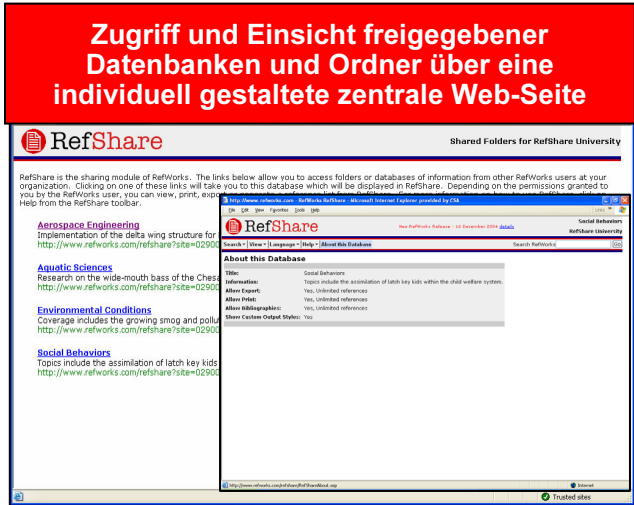 Zugriff und Einsicht freigegebener
Datenbanken und Ordner über eine
individuell gestaltete zentrale Web-Seite
RefShare
Shared Folders for RefShare University
RefShare is the sharing module of RefWorks. The links below allow you to access folders or databases of information from other RefWorks users at your
organization. Clicking on one of these links will take you to this database which will be displayed in RefShare. Depending on the permissions granted to
you by the RefWorks user, you can view, print, export
Help from the RefShare toolbar.
Aerospace Engineering
Implementation of the delta wing structure for
http://www.refworks.com/refshare?site=02900
Aquatic Sciences
Research on the wide-mouth bass of the Chesa
http://www.refworks.com/refshare?site=02900
Environmental Conditions
Coverage includes the growing smog and pollu
http://www.refworks.com/refshare?site=02900
Social Behaviors
Topics include the assimilation of latch key kids
http://www.refworks.com/refshare?site=02900
http://www.refworks.com - RefWorks RefShare - Microsoft Internet Explorer provided by CSA
File Edit View Favorites Tools Help
Links
RefShare
New RefWorks Release - 10 December 2004 details
Social Behaviors
RefShare University
Search View Language Help About this Database
Search RefWorks Go
About this Database
Title: Social Behaviors
Information: Topics include the assimilation of latch key kids within the child welfare system.
Allow Export: Yes, Unlimited references
Allow Print: Yes, Unlimited references
Allow Bibliographies: Yes, Unlimited references
Show Custom Output Styles: Yes
http://www.refworks.com/refshare/RefShareAbout.asp
Internet
Trusted sites